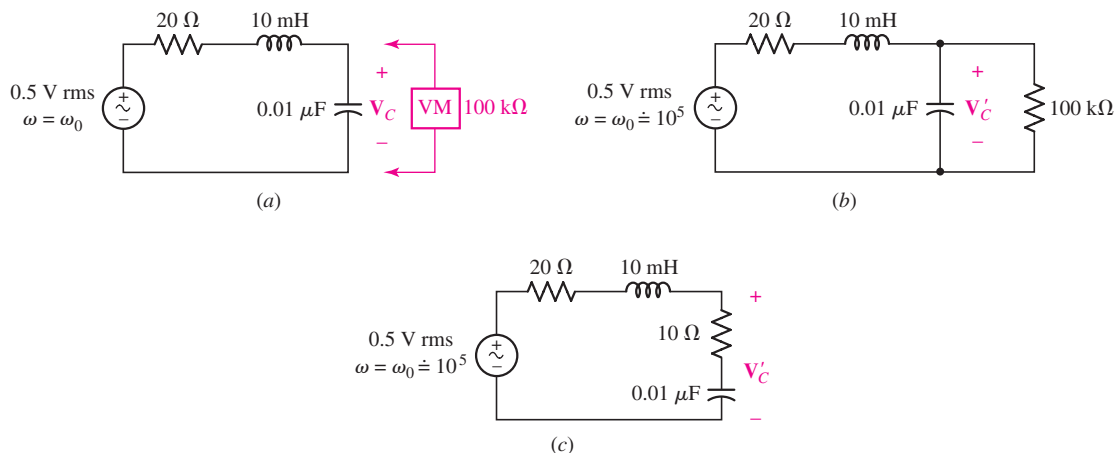 20 Ω 10 mH
0.5 V rms
ω = ω0
0.01 μF
+
VC
−
VM
100 kΩ
+
−
(a)
20 Ω 10 mH
0.5 V rms
ω = ω0 ≐ 10^5
0.01 μF
+
V′C
−
100 kΩ
+
−
(b)
20 Ω 10 mH
0.5 V rms
ω = ω0 ≐ 10^5
10 Ω
0.01 μF
+
V′C
−
+
−
(c)